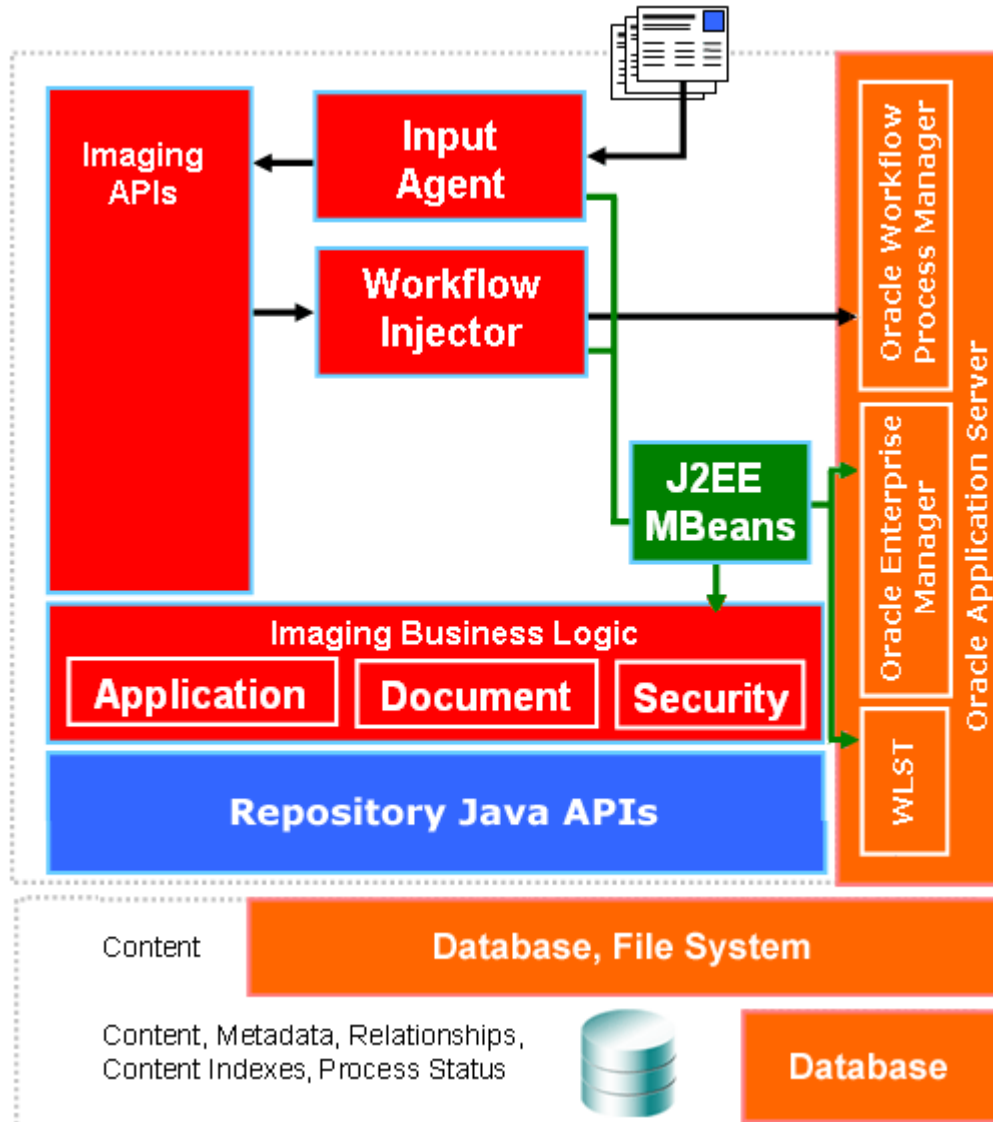 Imaging
APIs
Input
Agent
Workflow
Injector
J2EE
MBeans
Oracle Workflow
Process Manager
Oracle Enterprise
Manager
WLST
Oracle Application Server
Imaging Business Logic
Application
Document
Security
Repository Java APIs
Content
Database, File System
Content, Metadata, Relationships,
Content Indexes, Process Status
Database